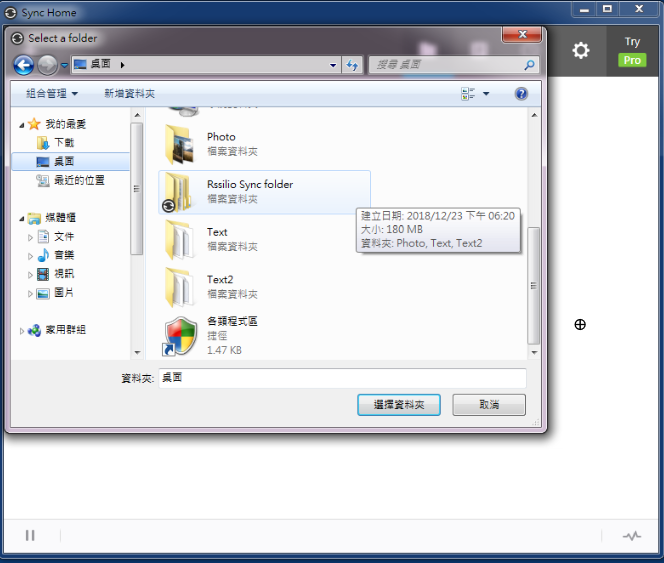 Sync Home
Select a folder
桌面
搜尋 桌面
Try
Pro
組合管理
新增資料夾
我的最愛
下載
桌面
最近的位置
媒體櫃
文件
音樂
視訊
圖片
家用群組
Photo
檔案資料夾
Rssilio Sync folder
檔案資料夾
Text
檔案資料夾
Text2
檔案資料夾
各類程式區
捷徑
1.47 KB
建立日期: 2018/12/23 下午 06:20
大小: 180 MB
資料夾: Photo, Text, Text2
資料夾: 桌面
選擇資料夾
取消